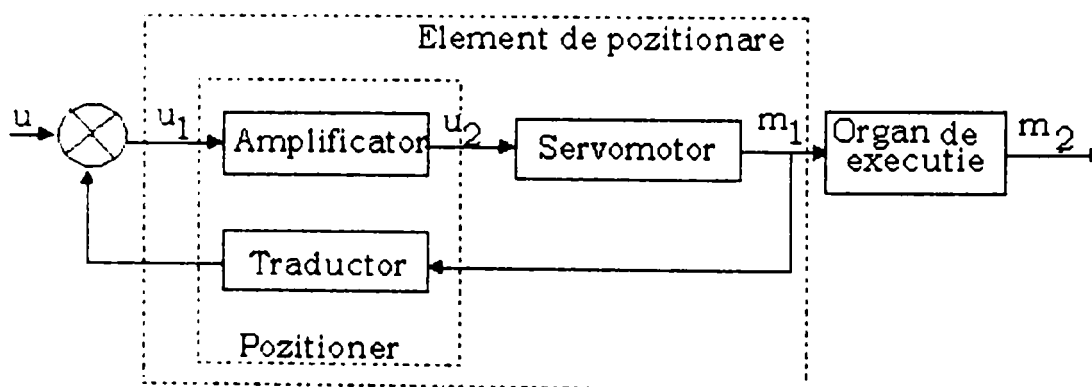 Element de pozitionare
u
u1
Amplificator
u2
Servomotor
m1
Organ de
executie
m2
Traductor
Pozitioner